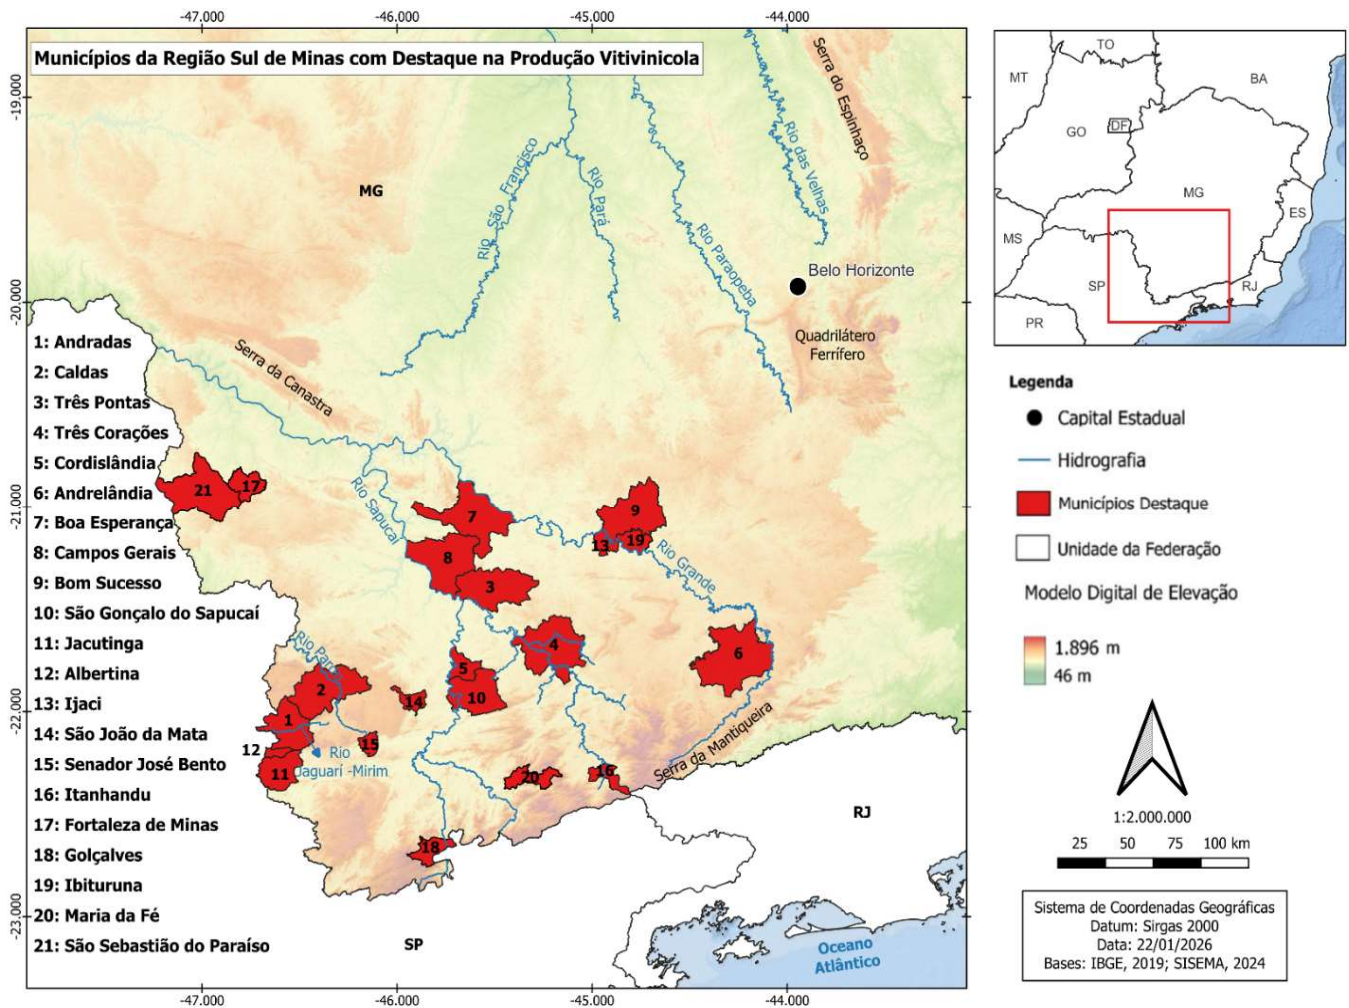 -47.000
-46.000
-45.000
-44.000
Municípios da Região Sul de Minas com Destaque na Produção Vitivinicola
-19.000
-20.000
-21.000
-22.000
-23.000
MG
Rio São Francisco
Rio Pará
Rio Paraopeba
Rio das Velhas
Serra do Espinhaço
Belo Horizonte
Quadrilátero
Ferrífero
Serra da Canastra
Rio Sapucaí
Rio Grande
Rio Pardo
Rio
Jaguarí -Mirim
Serra da Mantiqueira
RJ
SP
Oceano
Atlântico
1: Andradas
2: Caldas
3: Três Pontas
4: Três Corações
5: Cordislândia
6: Andrelândia
7: Boa Esperança
8: Campos Gerais
9: Bom Sucesso
10: São Gonçalo do Sapucaí
11: Jacutinga
12: Albertina
13: Ijaci
14: São João da Mata
15: Senador José Bento
16: Itanhandu
17: Fortaleza de Minas
18: Golçalves
19: Ibituruna
20: Maria da Fé
21: São Sebastião do Paraíso
21
17
7
8
3
9
13
19
4
6
5
10
2
14
1
15
12
11
20
16
18
-47.000
-46.000
-45.000
-44.000
TO
MT
BA
GO
DF
MG
ES
MS
SP
RJ
PR
Legenda
Capital Estadual
Hidrografia
Municípios Destaque
Unidade da Federação
Modelo Digital de Elevação
1.896 m
46 m
1:2.000.000
25 50 75 100 km
Sistema de Coordenadas Geográficas
Datum: Sirgas 2000
Data: 22/01/2026
Bases: IBGE, 2019; SISEMA, 2024